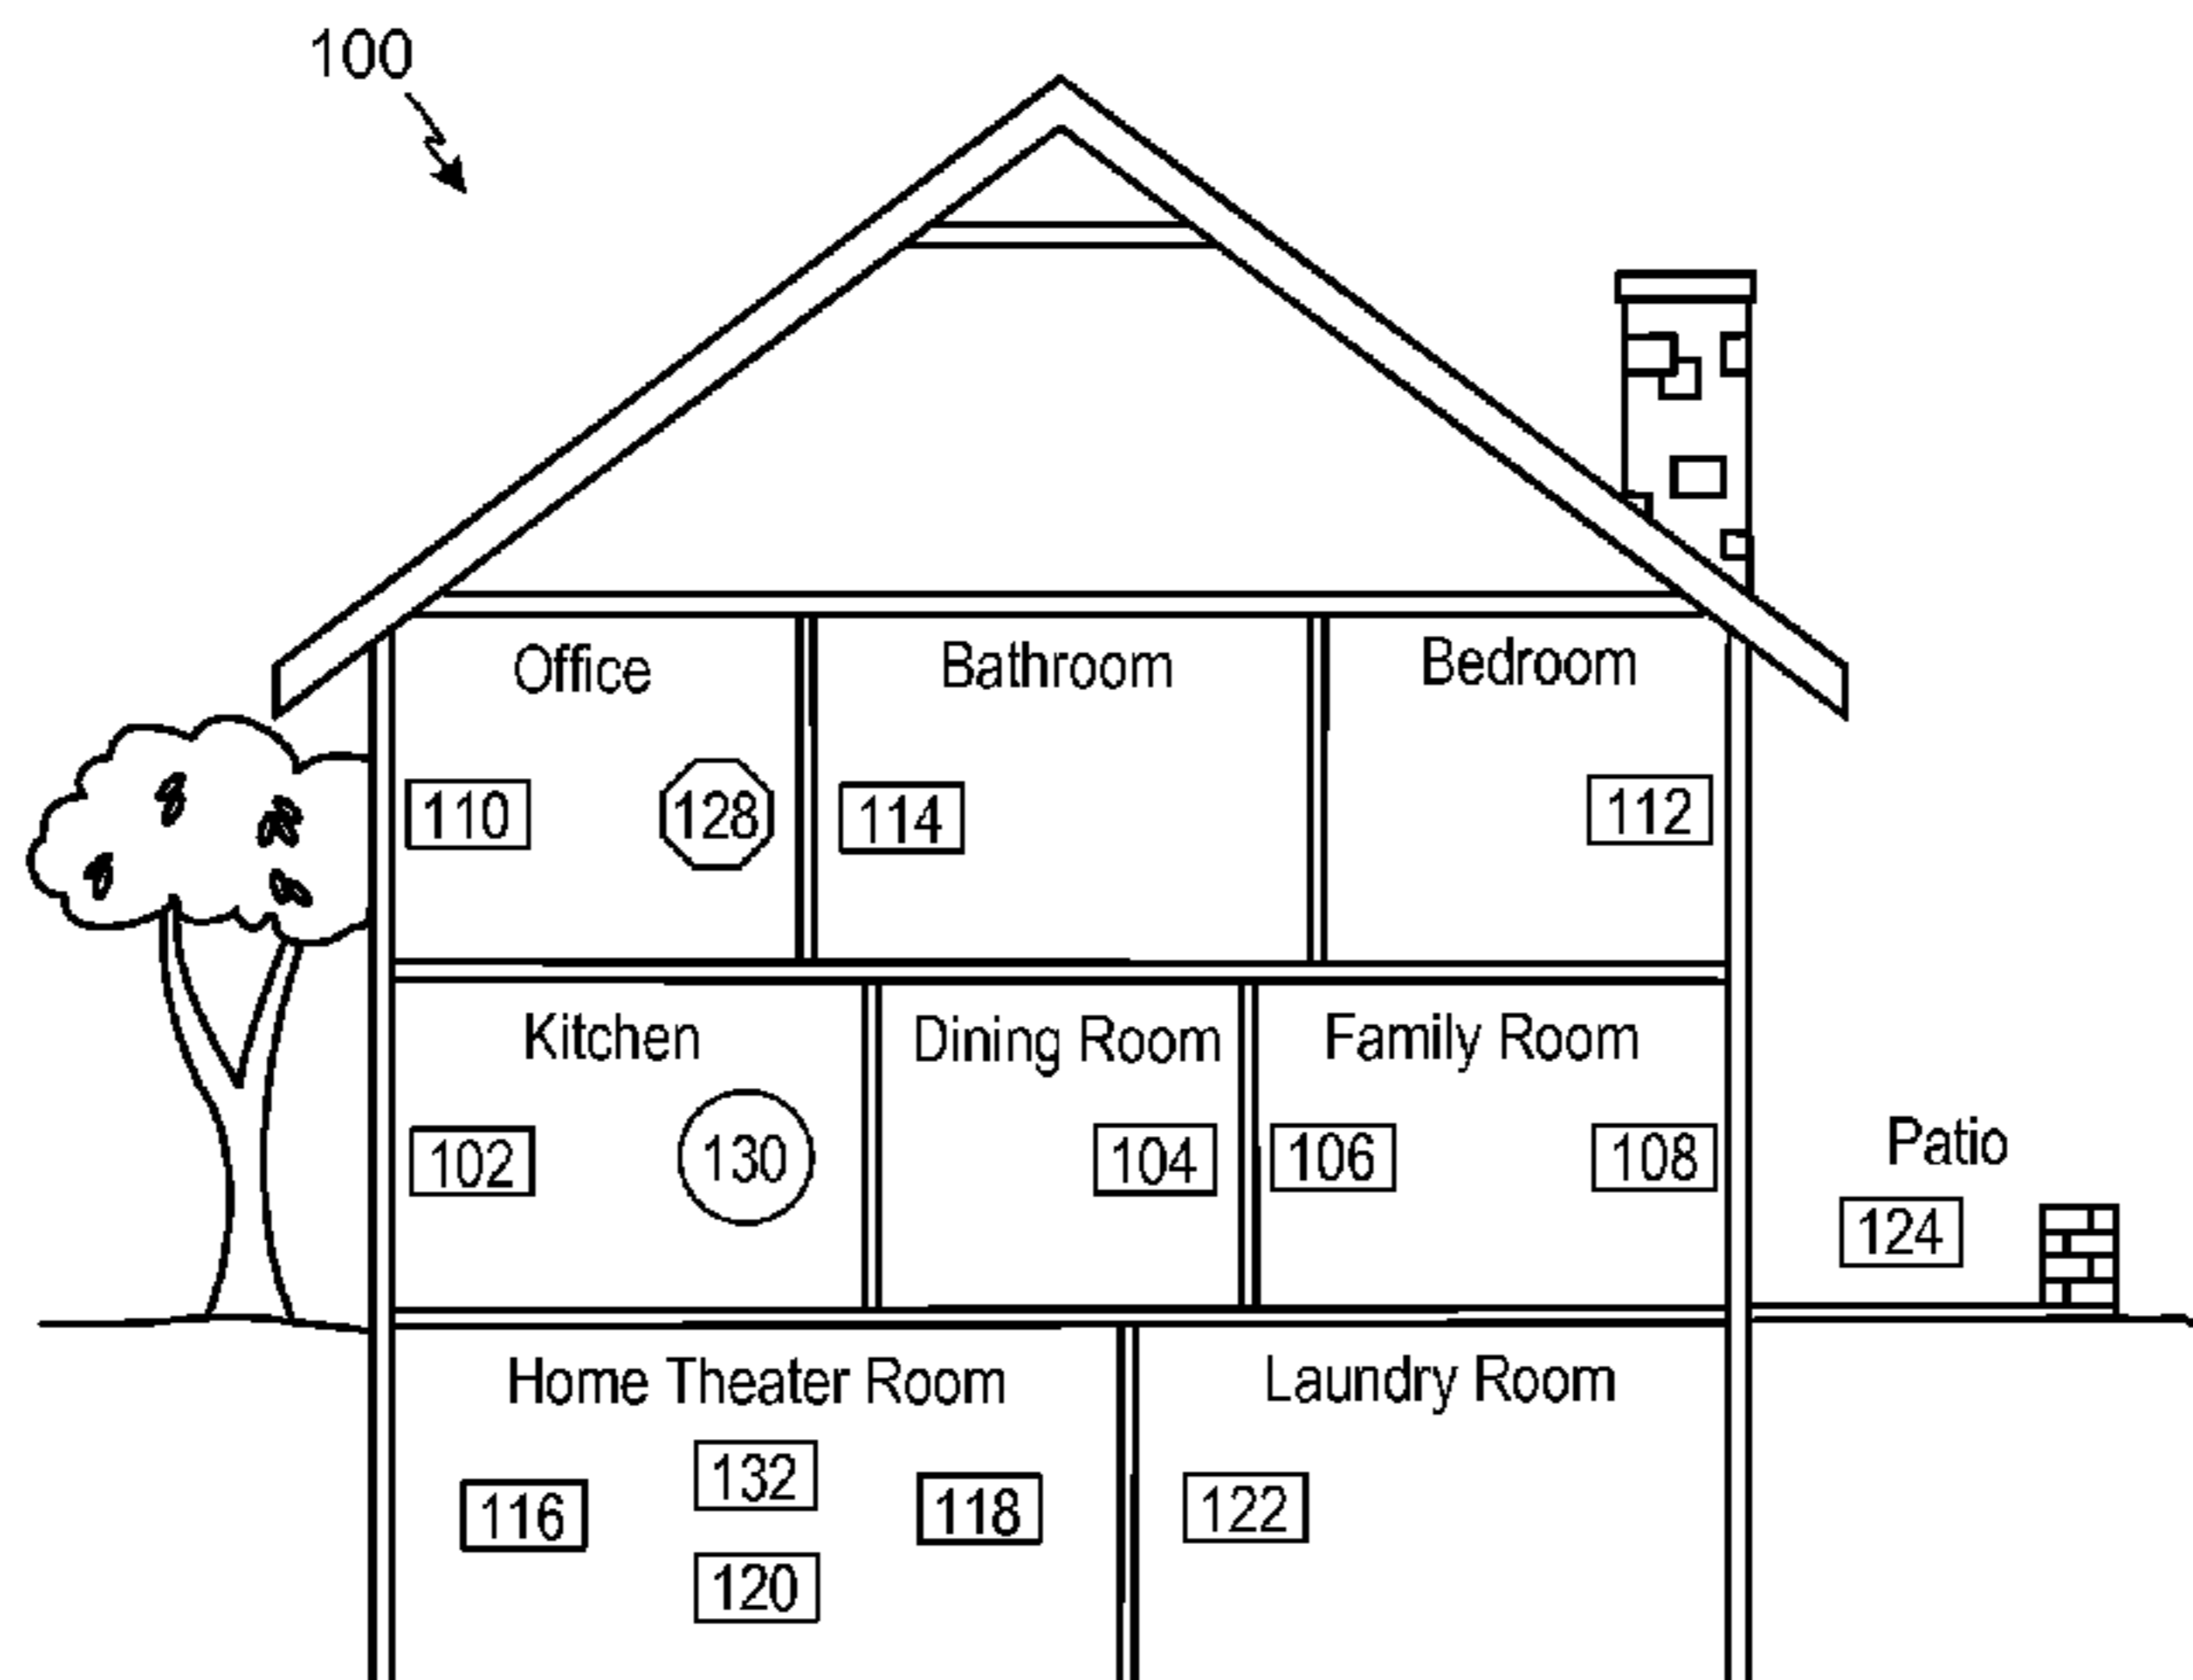 100
Office
Bathroom
Bedroom
110
128
114
112
Kitchen
Dining Room
Family Room
102
130
104
106
108
Patio
124
Home Theater Room
Laundry Room
132
116
118
122
120